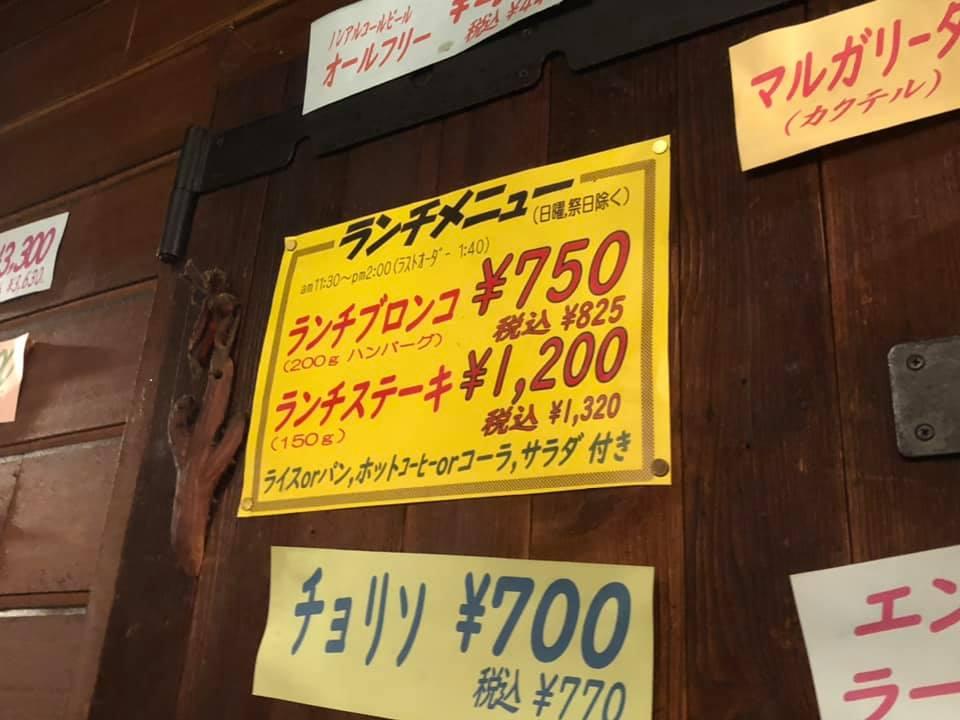 ノンアルコールビール
オールフリー
マルガリータ
(カクテル)
¥3,300
¥3,630.
ランチメニュー (日曜,祭日除く)
am11:30〜pm2:00(ラストオーダー 1:40)
ランチブロンコ ¥750
(200g ハンバーグ) 税込 ¥825
ランチステーキ ¥1,200
(150g) 税込 ¥1,320
ライスorパン,ホットコーヒーorコーラ,サラダ 付き
チョリソ ¥700
税込 ¥770
エン
ラー